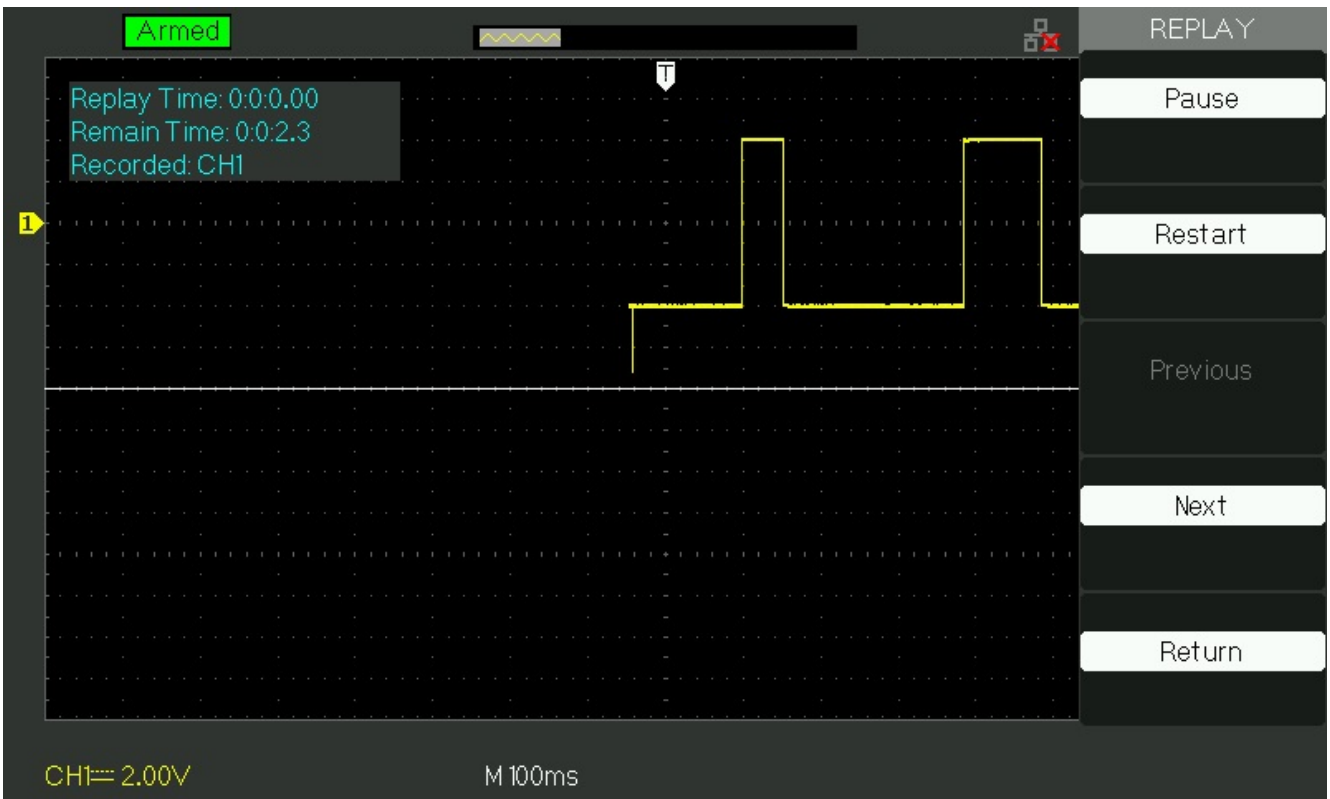 Armed
REPLAY
T
Replay Time: 0:0:0.00
Remain Time: 0:0:2.3
Recorded: CH1
Pause
1
Restart
Previous
Next
Return
CH1 2.00V
M 100ms